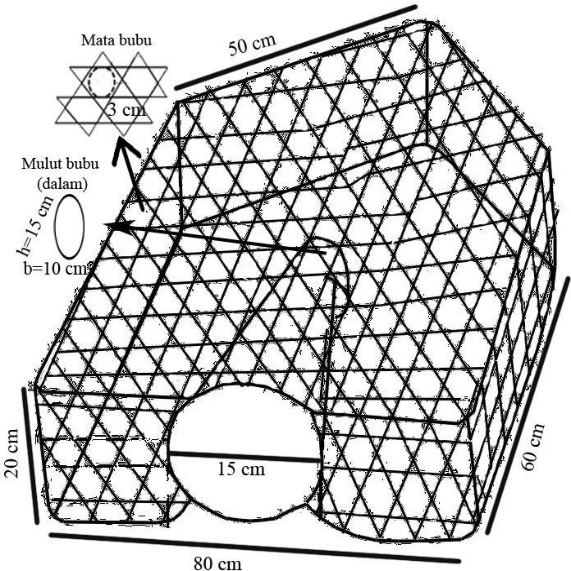 50 cm
Mata bubu
3 cm
Mulut bubu
(dalam)
h=15 cm
b=10 cm
20 cm
15 cm
60 cm
80 cm